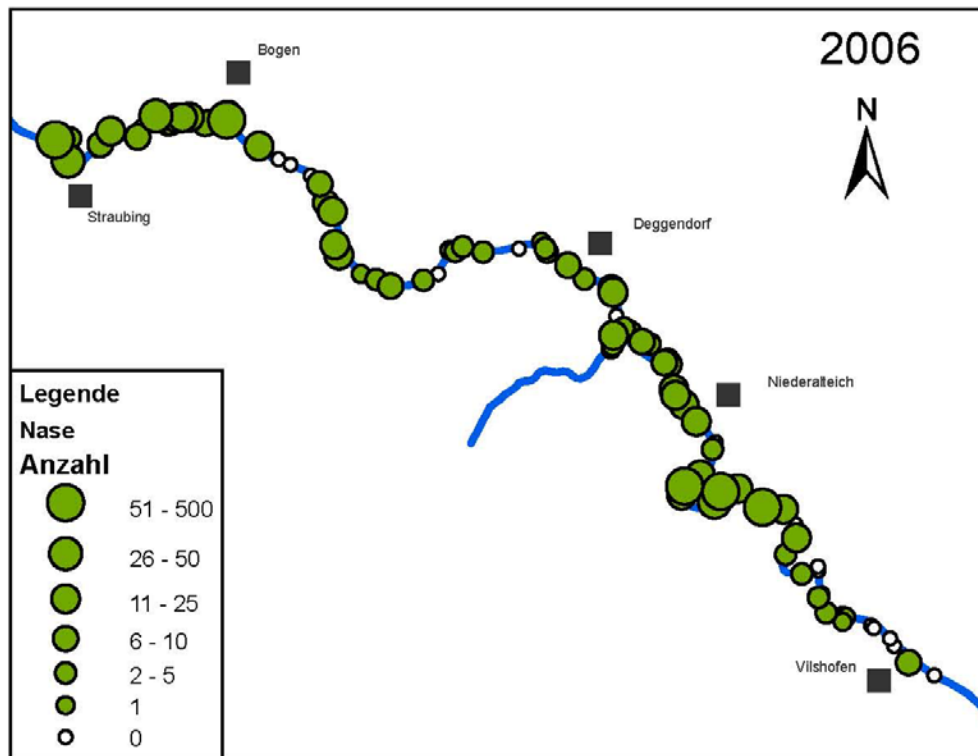 2006
Bogen
N
Straubing
Deggendorf
Niederalteich
Vilshofen
Legende
Nase
Anzahl
51 - 500
26 - 50
11 - 25
6 - 10
2 - 5
1
0